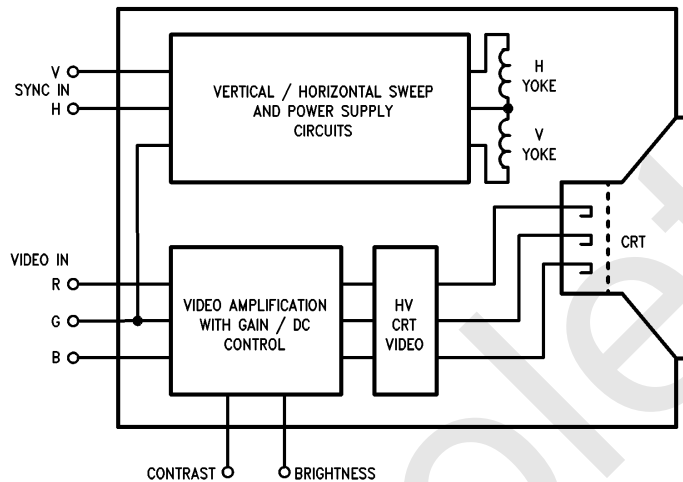 V
SYNC IN
H
VERTICAL / HORIZONTAL SWEEP
AND POWER SUPPLY
CIRCUITS
H
YOKE
V
YOKE
VIDEO IN
R
G
B
VIDEO AMPLIFICATION
WITH GAIN / DC
CONTROL
HV
CRT
VIDEO
CRT
CONTRAST
BRIGHTNESS
olet